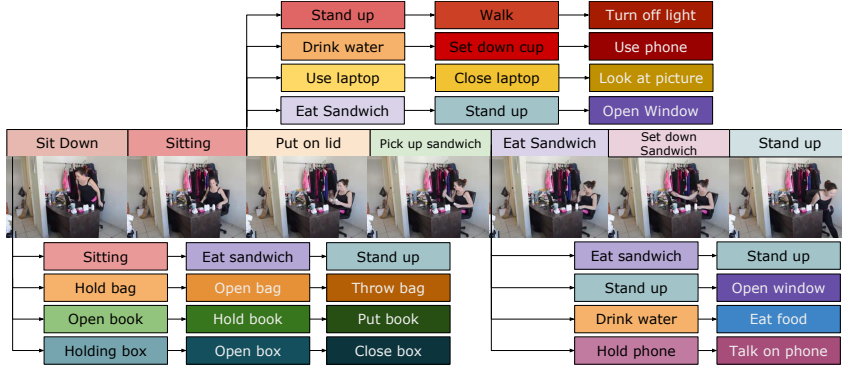 Stand up Walk Turn off light
Drink water Set down cup Use phone
Use laptop Close laptop Look at picture
Eat Sandwich Stand up Open Window
Sit Down Sitting Put on lid Pick up sandwich Eat Sandwich Set down Sandwich Stand up
Sitting Eat sandwich Stand up
Hold bag Open bag Throw bag
Open book Hold book Put book
Holding box Open box Close box
Eat sandwich Stand up
Stand up Open window
Drink water Eat food
Hold phone Talk on phone